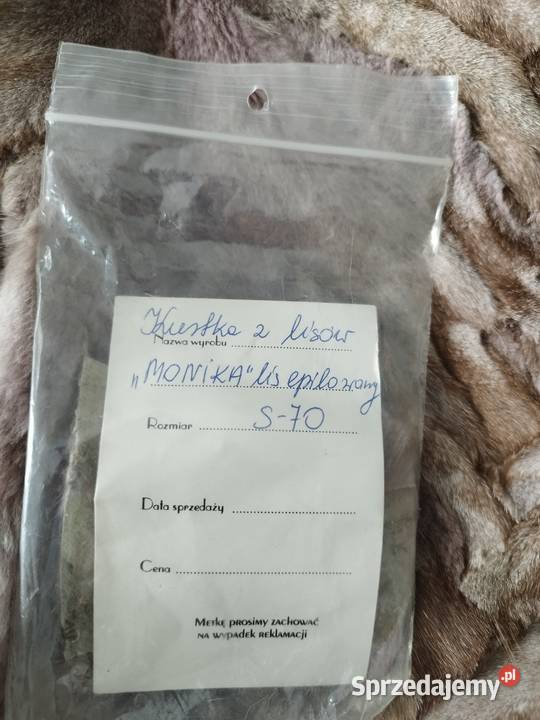 Kurtka z lisów
Nazwa wyrobu
„MONIKA" lis epilowany
Rozmiar S-70
Data sprzedaży
Cena
Metkę prosimy zachować
na wypadek reklamacji
Sprzedajemy.pl